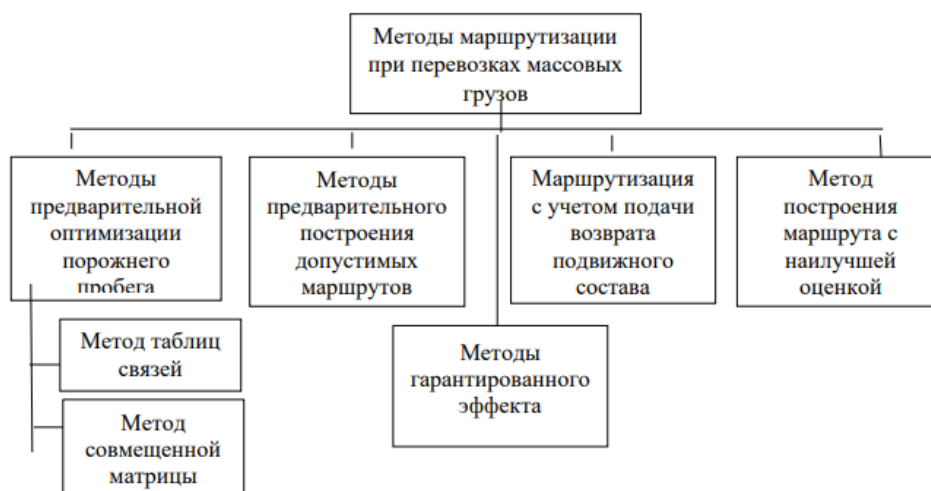 Методы маршрутизации
при перевозках массовых
грузов
Методы
предварительной
оптимизации
порожнего
пробега
Методы
предварительного
построения
допустимых
маршрутов
Маршрутизация
с учетом подачи
возврата
подвижного
состава
Метод
построения
маршрута с
наилучшей
оценкой
Метод таблиц
связей
Методы
гарантированного
эффекта
Метод
совмещенной
матрицы